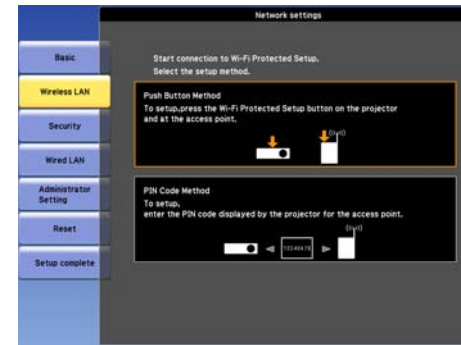 Network settings
Basic
Wireless LAN
Security
Wired LAN
Administrator
Setting
Reset
Setup complete
Start connection to Wi-Fi Protected Setup.
Select the setup method.
Push Button Method
To setup,press the Wi-Fi Protected Setup button on the projector
and at the access point.
PIN Code Method
To setup,
enter the PIN code displayed by the projector for the access point.